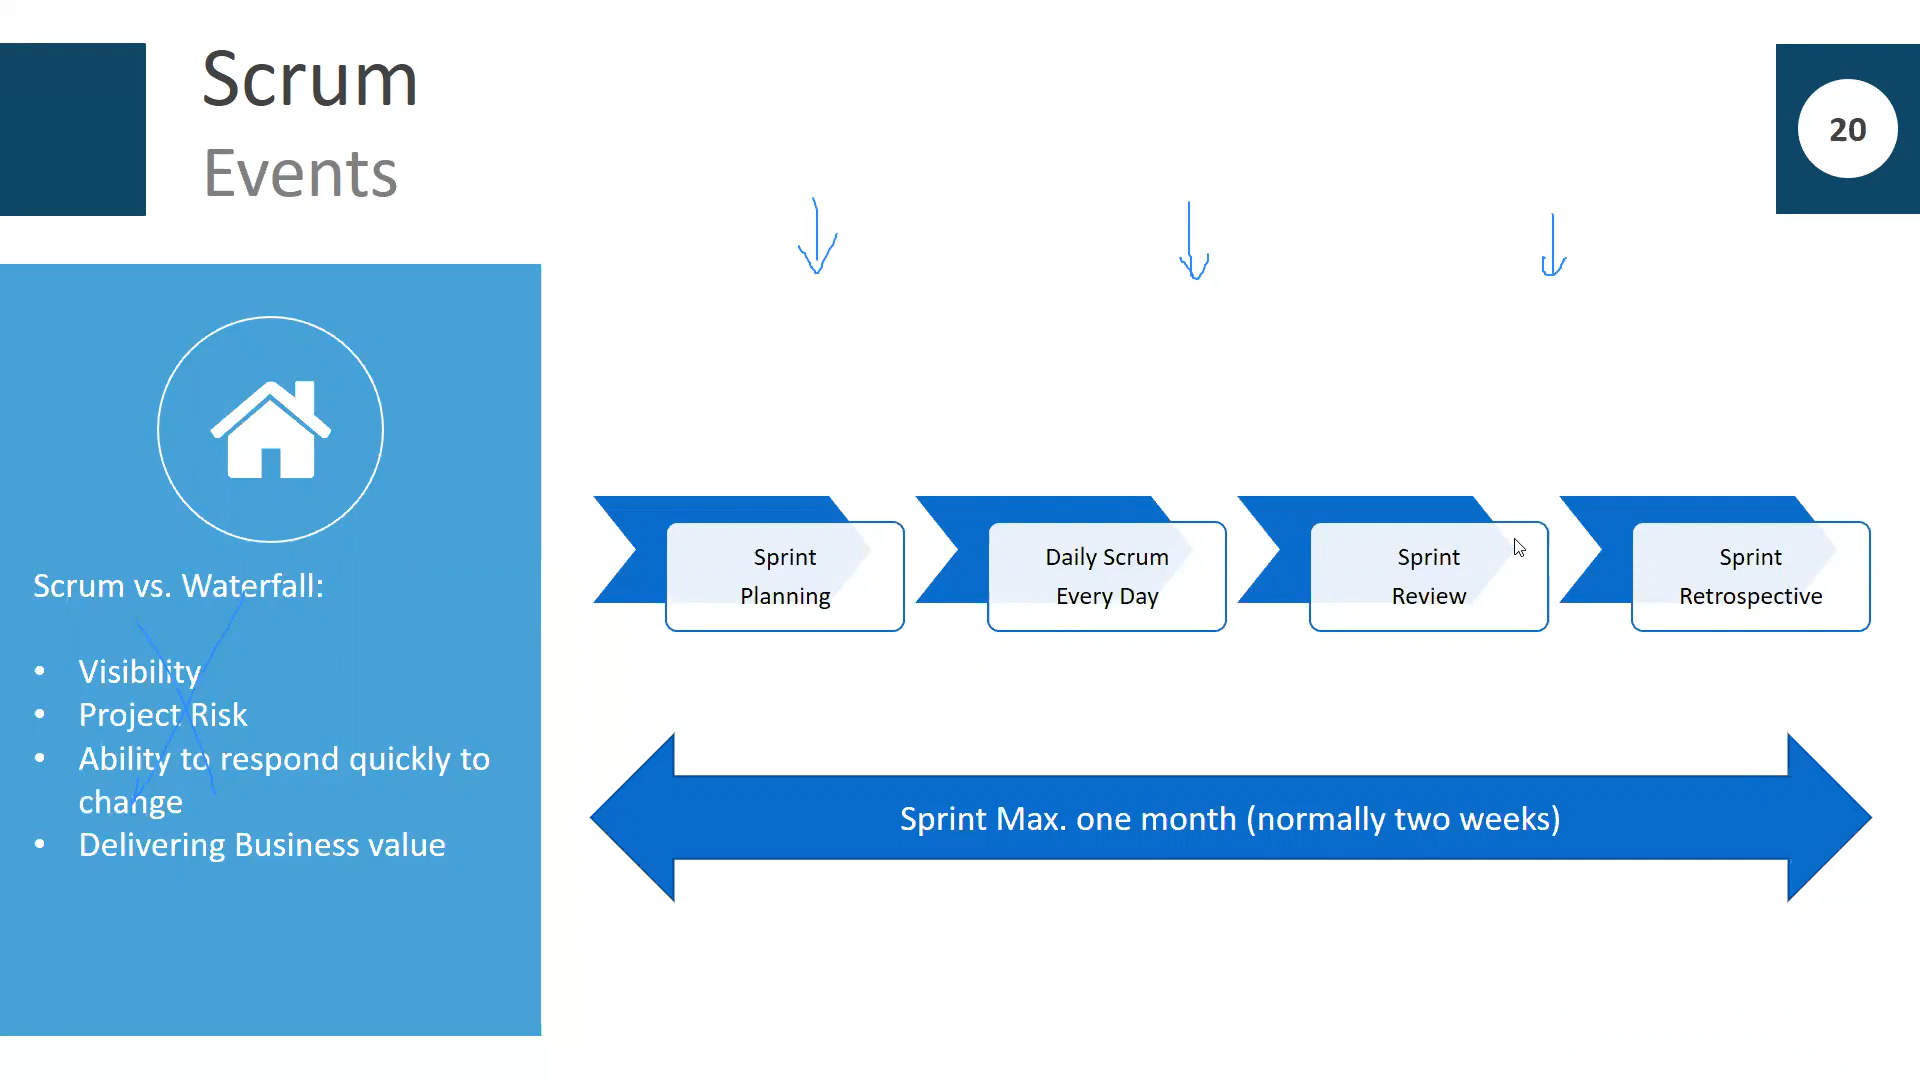 Scrum
Events
20
Scrum vs. Waterfall:
• Visibility
• Project Risk
• Ability to respond quickly to
change
• Delivering Business value
Sprint
Planning
Daily Scrum
Every Day
Sprint
Review
Sprint
Retrospective
Sprint Max. one month (normally two weeks)